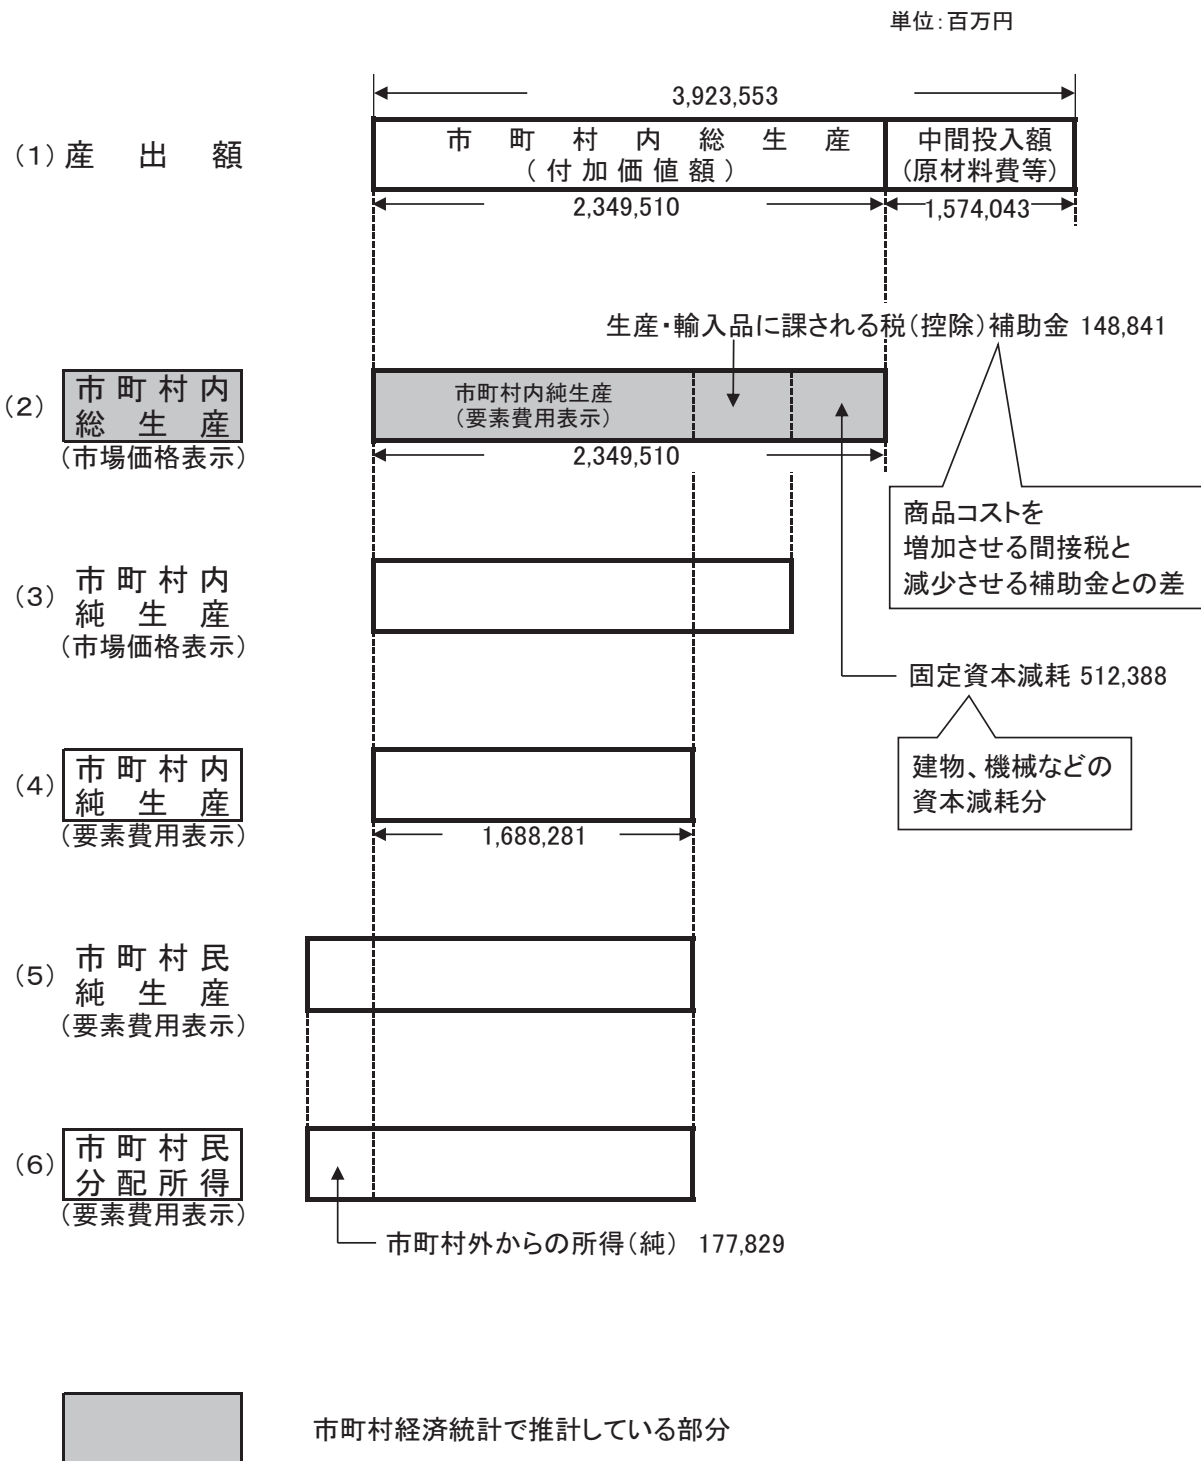 単位：百万円
3,923,553
(1) 産出額
市町村内総生産
(付加価値額)
中間投入額
(原材料費等)
2,349,510
1,574,043
生産・輸入品に課される税（控除）補助金 148,841
(2)
市町村内
総生産
(市場価格表示)
市町村内純生産
(要素費用表示)
2,349,510
商品コストを
増加させる間接税と
減少させる補助金との差
(3)
市町村内
純生産
(市場価格表示)
固定資本減耗 512,388
建物、機械などの
資本減耗分
(4)
市町村内
純生産
(要素費用表示)
1,688,281
(5)
市町村民
純生産
(要素費用表示)
(6)
市町村民
分配所得
(要素費用表示)
市町村外からの所得（純） 177,829
市町村経済統計で推計している部分